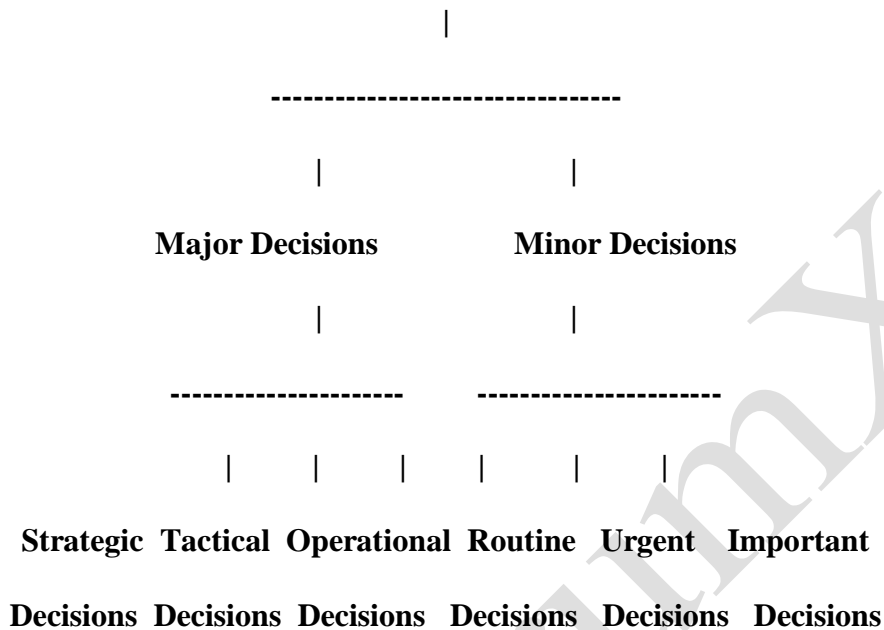 Major Decisions Minor Decisions
Strategic Tactical Operational Routine Urgent Important
Decisions Decisions Decisions Decisions Decisions Decisions